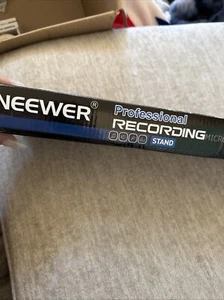 NEEWER®
Professional
RECORDING
STAND